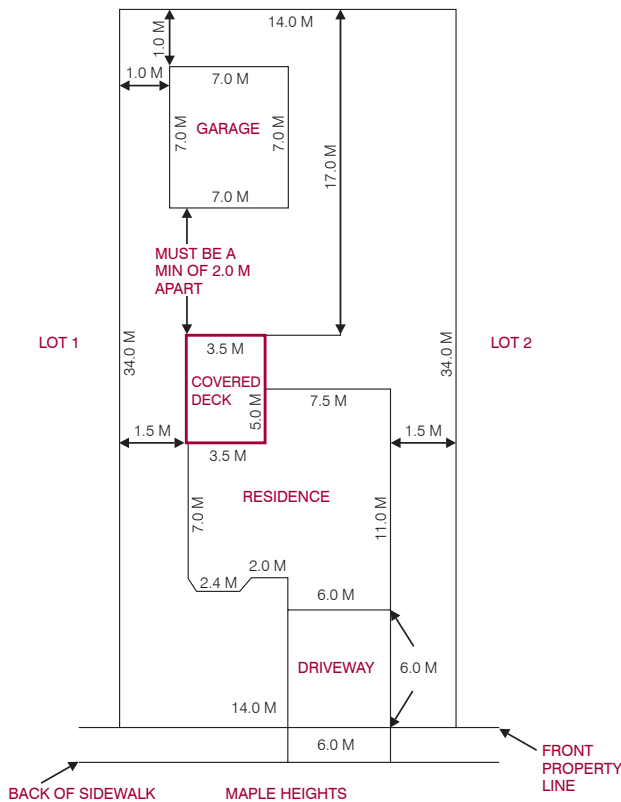 14.0 M
1.0 M
1.0 M
7.0 M
7.0 M
GARAGE
7.0 M
7.0 M
17.0 M
MUST BE A
MIN OF 2.0 M
APART
LOT 1
34.0 M
3.5 M
COVERED
DECK
5.0 M
7.5 M
34.0 M
LOT 2
1.5 M
3.5 M
1.5 M
RESIDENCE
7.0 M
11.0 M
2.0 M
2.4 M
6.0 M
DRIVEWAY
6.0 M
14.0 M
6.0 M
FRONT
PROPERTY
LINE
BACK OF SIDEWALK
MAPLE HEIGHTS